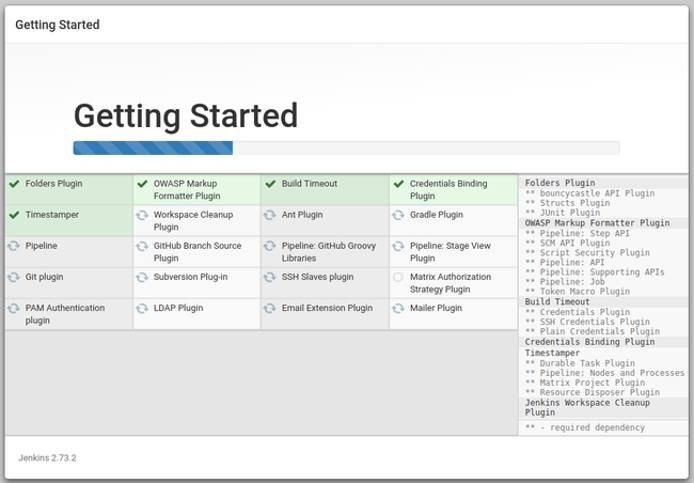 Getting Started
Getting Started
Folders Plugin
OWASP Markup
Formatter Plugin
Build Timeout
Credentials Binding
Plugin
Timestamper
Workspace Cleanup
Plugin
Ant Plugin
Gradle Plugin
Pipeline
GitHub Branch Source
Plugin
Pipeline: GitHub Groovy
Libraries
Pipeline: Stage View
Plugin
Git plugin
Subversion Plug-in
SSH Slaves plugin
Matrix Authorization
Strategy Plugin
PAM Authentication
plugin
LDAP Plugin
Email Extension Plugin
Mailer Plugin
Folders Plugin
** bouncycastle API Plugin
** Structs Plugin
** JUnit Plugin
OWASP Markup Formatter Plugin
** Pipeline: Step API
** SCM API Plugin
** Script Security Plugin
** Pipeline: API
** Pipeline: Supporting APIs
** Pipeline: Job
** Token Macro Plugin
Build Timeout
** Credentials Plugin
** SSH Credentials Plugin
** Plain Credentials Plugin
Credentials Binding Plugin
Timestamper
** Durable Task Plugin
** Pipeline: Nodes and Processes
** Matrix Project Plugin
** Resource Disposer Plugin
Jenkins Workspace Cleanup
Plugin
** - required dependency
Jenkins 2.73.2